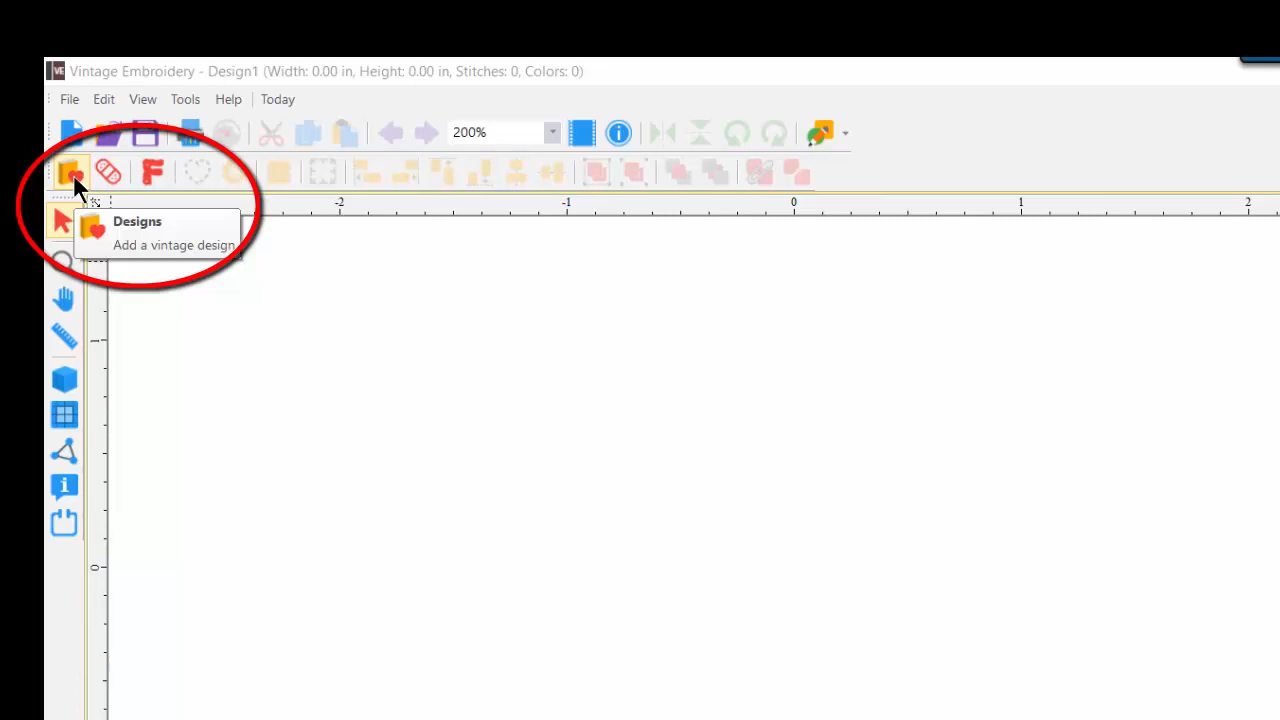 VE Vintage Embroidery - Design1 (Width: 0.00 in, Height: 0.00 in, Stitches: 0, Colors: 0)
File Edit View Tools Help Today
200%
-2 -1 0 1 2
Designs
Add a vintage design
1
0